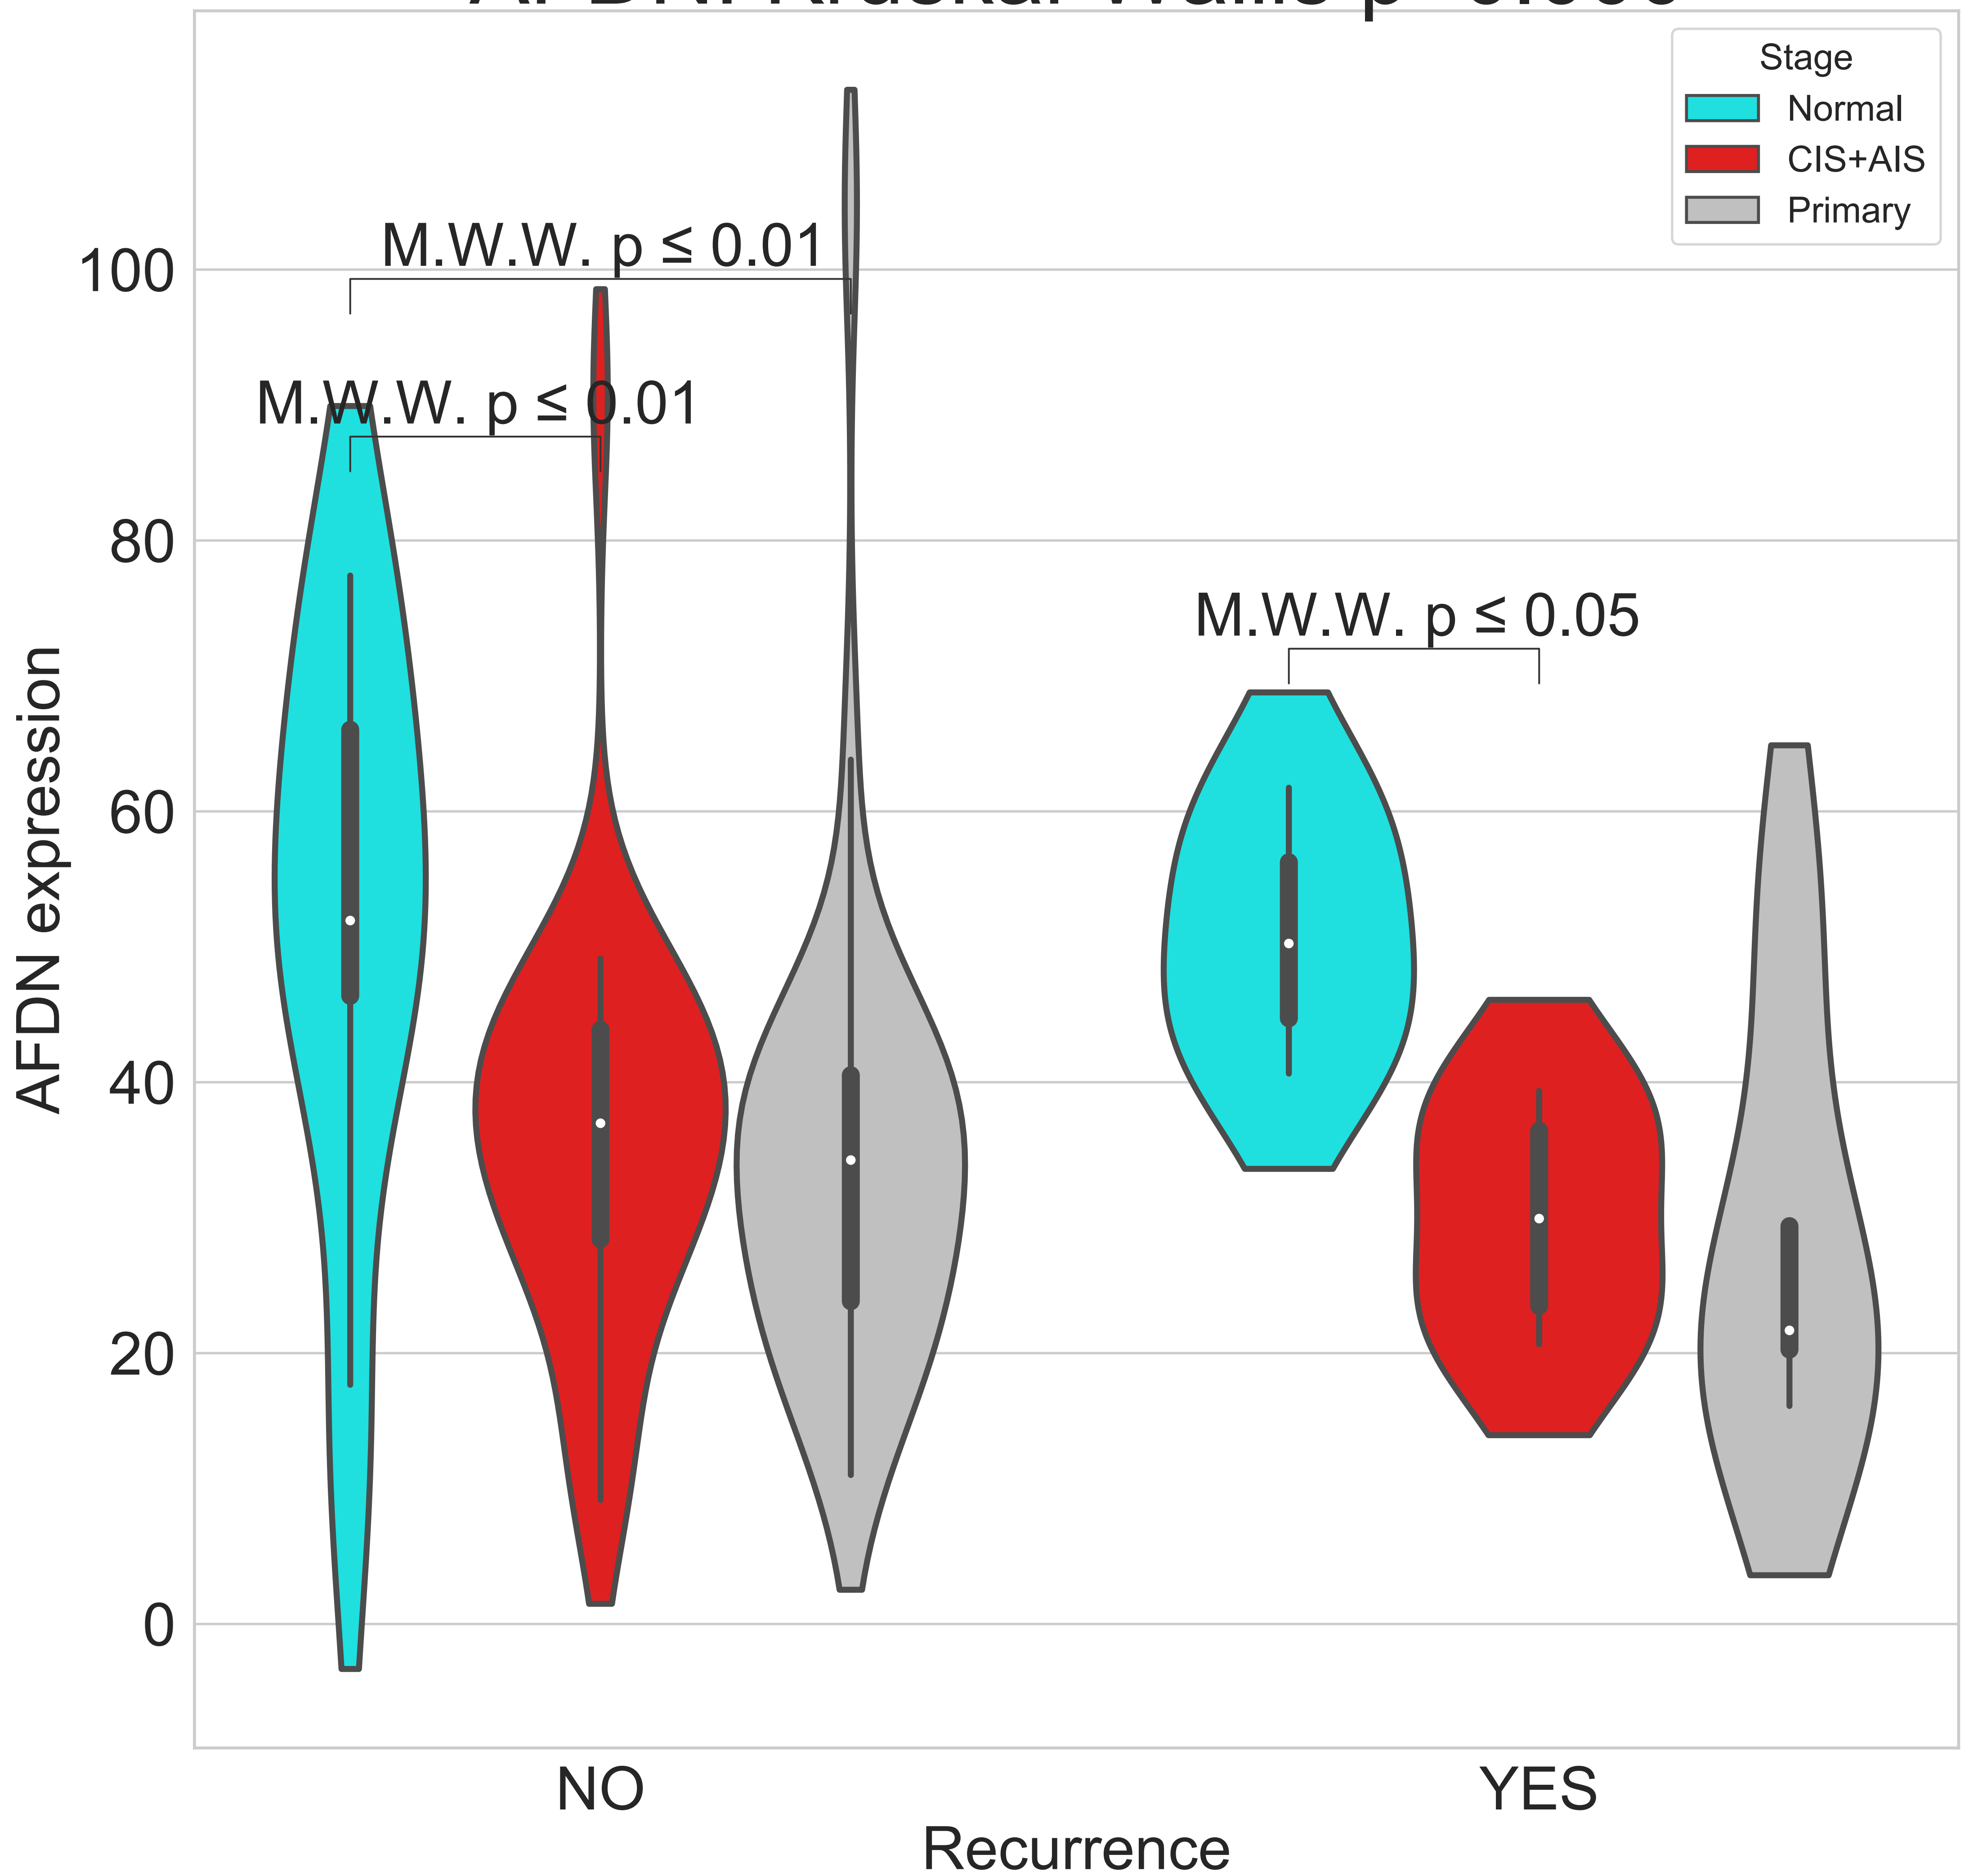 Stage
Normal
CIS+AIS
Primary
M.W.W. p ≤ 0.01
M.W.W. p ≤ 0.01
M.W.W. p ≤ 0.05
100
80
60
40
20
0
AFDN expression
NO
YES
Recurrence